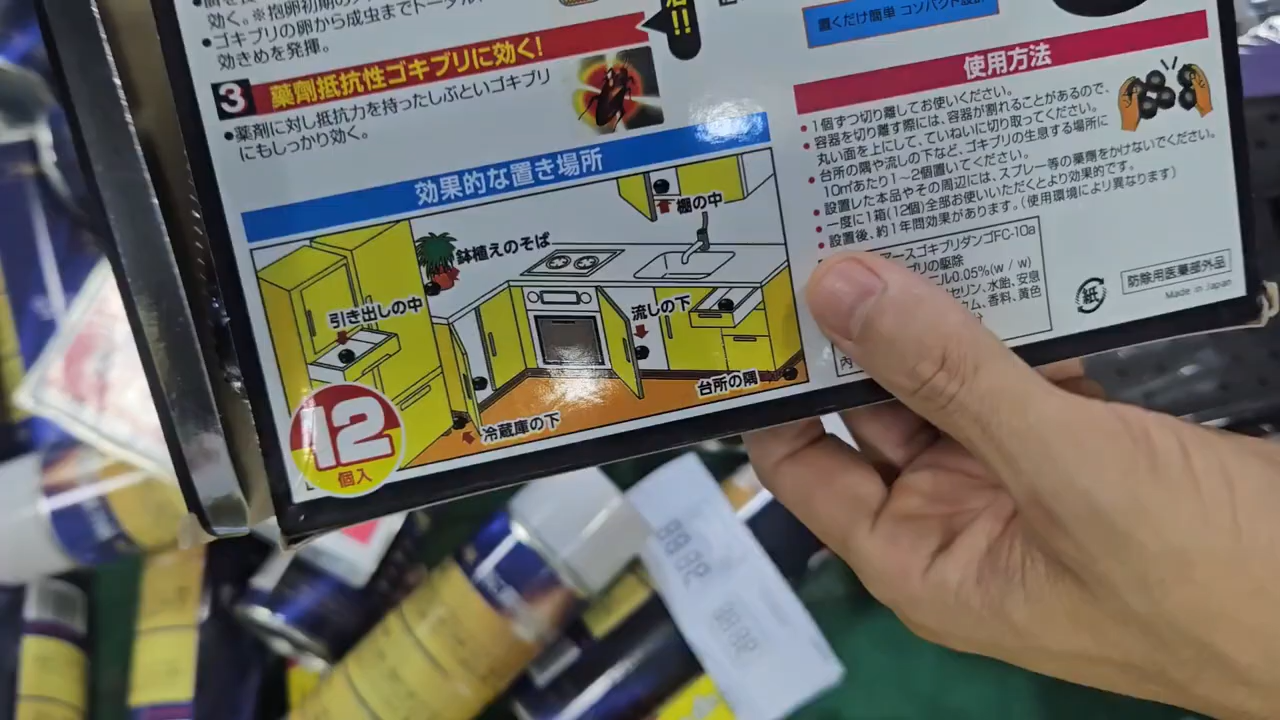 効く。※抱卵初期の
●ゴキブリの卵から成虫までトータル
効きめを発揮。
3 薬剤抵抗性ゴキブリに効く!
●薬剤に対し抵抗力を持ったしぶといゴキブリ
にもしっかり効く。
!!
効果的な置き場所
棚の中
鉢植えのそば
引き出しの中
流しの下
台所の隅
冷蔵庫の下
12
個入
置くだけ簡単 コンパクト設計
使用方法
●1個ずつ切り離してお使いください。
●容器を切り離す際には、容器が割れることがあるので、
丸い面を上にして、ていねいに切り取ってください。
●台所の隅や流しの下など、ゴキブリの生息する場所に
10㎡あたり1〜2個置いてください。
●設置した本品やその周辺には、スプレー等の薬剤をかけないでください。
●一度に1箱(12個)全部お使いいただくとより効果的です。
●設置後、約1年間効果があります。(使用環境により異なります)
アースゴキブリダンゴFC-10a
ブリの駆除
ル0.05%(w / w)
セリン、水飴、安息
ム、香料、黄色
内
紙
防除用医薬部外品
Made in Japan